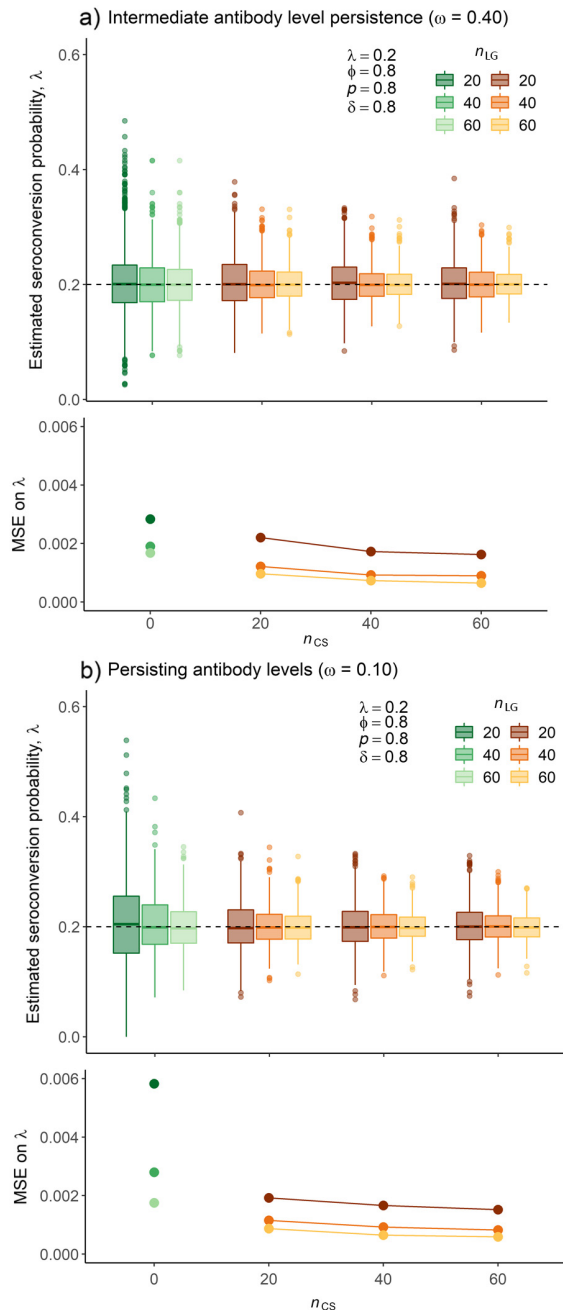 a) Intermediate antibody level persistence (ω = 0.40)
Estimated seroconversion probability, λ
0.6
0.4
0.2
0.0
λ = 0.2
ϕ = 0.8
p = 0.8
δ = 0.8
n LG
20 20
40 40
60 60
MSE on λ
0.006
0.004
0.002
0.000
0 20 40 60
n CS
b) Persisting antibody levels (ω = 0.10)
Estimated seroconversion probability, λ
0.6
0.4
0.2
0.0
λ = 0.2
ϕ = 0.8
p = 0.8
δ = 0.8
n LG
20 20
40 40
60 60
MSE on λ
0.006
0.004
0.002
0.000
0 20 40 60
n CS